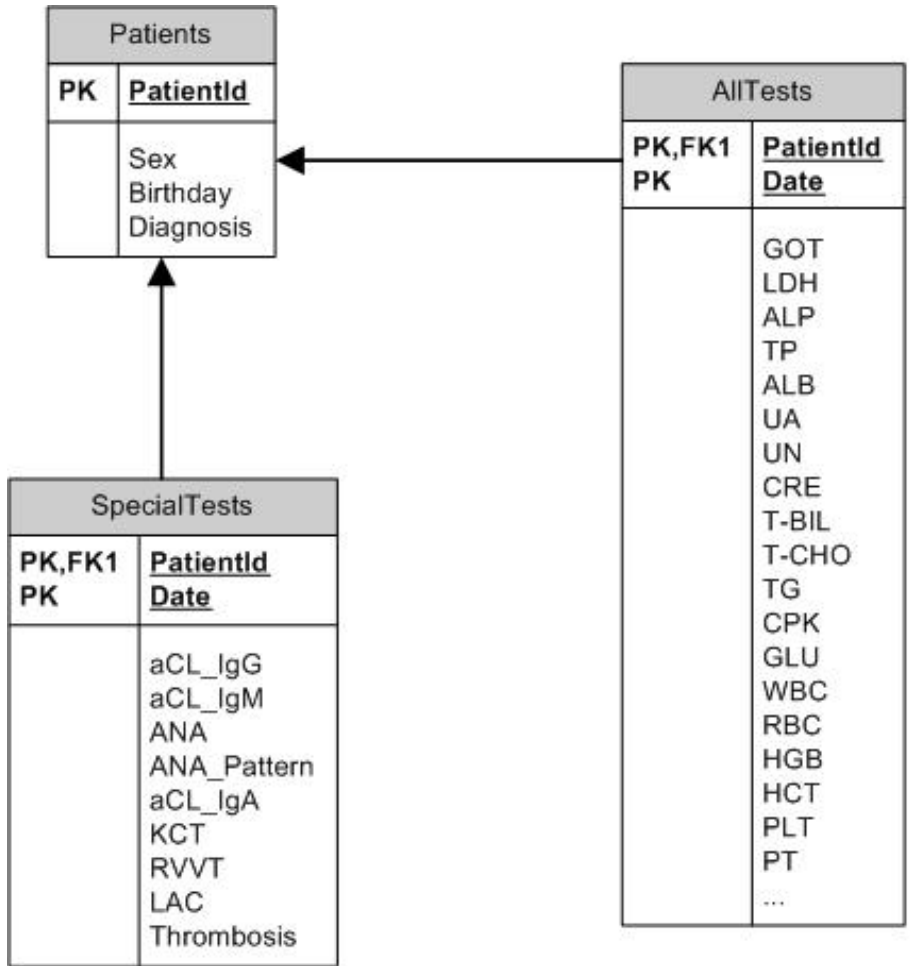 Patients
PK PatientId
Sex
Birthday
Diagnosis
AllTests
PK,FK1 PatientId
PK Date
GOT
LDH
ALP
TP
ALB
UA
UN
CRE
T-BIL
T-CHO
TG
CPK
GLU
WBC
RBC
HGB
HCT
PLT
PT
...
SpecialTests
PK,FK1 PatientId
PK Date
aCL_IgG
aCL_IgM
ANA
ANA_Pattern
aCL_IgA
KCT
RVVT
LAC
Thrombosis